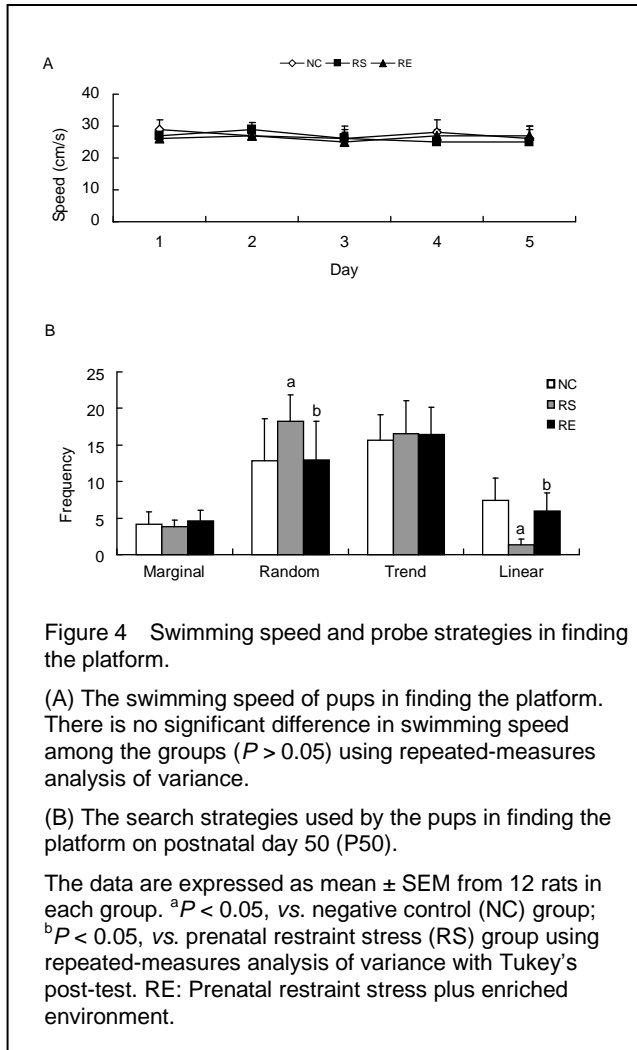 A
NC RS RE
40
30
20
10
0
Speed (cm/s)
1 2 3 4 5
Day
B
25
20
15
10
5
0
Frequency
a
b
a
b
NC
RS
RE
Marginal Random Trend Linear
Figure 4 Swimming speed and probe strategies in finding
the platform.
(A) The swimming speed of pups in finding the platform.
There is no significant difference in swimming speed
among the groups (P > 0.05) using repeated-measures
analysis of variance.
(B) The search strategies used by the pups in finding the
platform on postnatal day 50 (P50).
The data are expressed as mean ± SEM from 12 rats in
each group. ᵃP < 0.05, vs. negative control (NC) group;
ᵇP < 0.05, vs. prenatal restraint stress (RS) group using
repeated-measures analysis of variance with Tukey's
post-test. RE: Prenatal restraint stress plus enriched
environment.